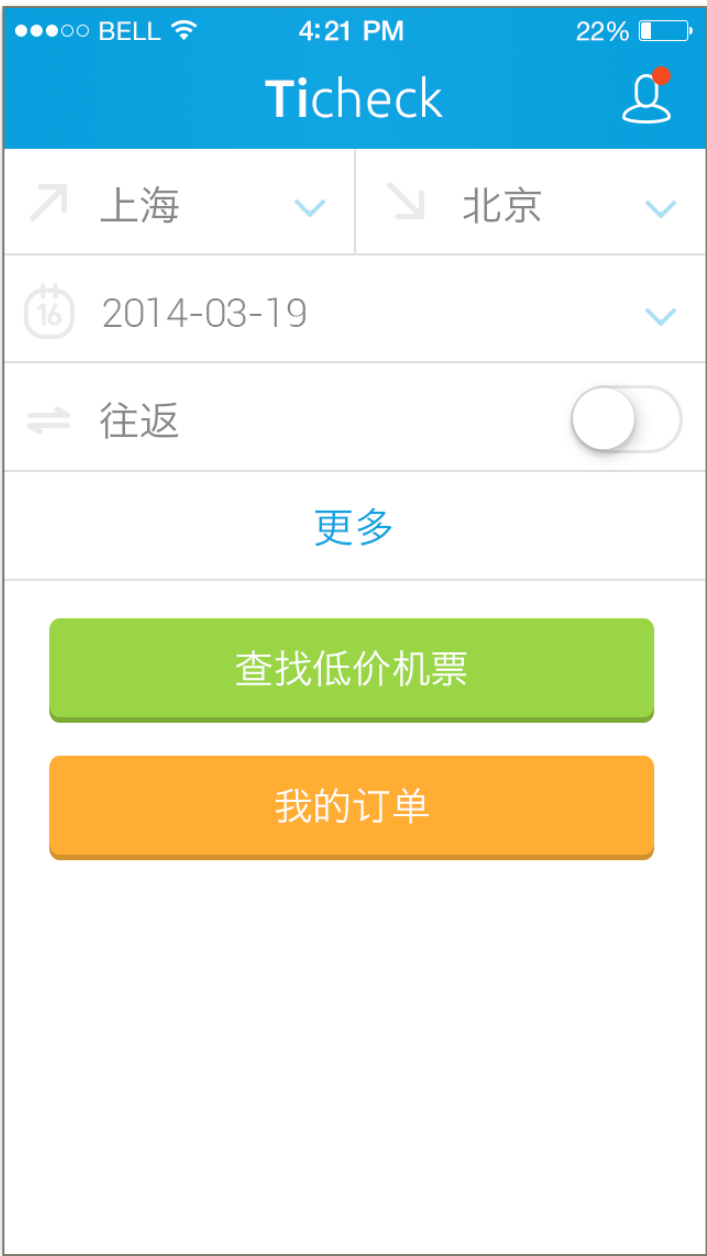 BELL 4:21 PM 22%
Ticheck
上海 北京
16 2014-03-19
往返
更多
查找低价机票
我的订单